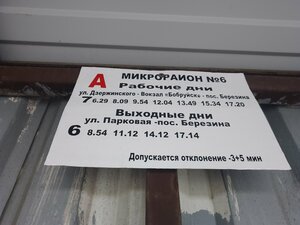 А МИКРОРАЙОН №6
Рабочие дни
ул. Дзержинского - Вокзал «Бобруйск» - пос. Березина
7 6.29 8.09 9.54 12.04 13.49 15.34 17.20
Выходные дни
ул. Парковая -пос. Березина
6 8.54 11.12 14.12 17.14
Допускается отклонение -3+5 мин